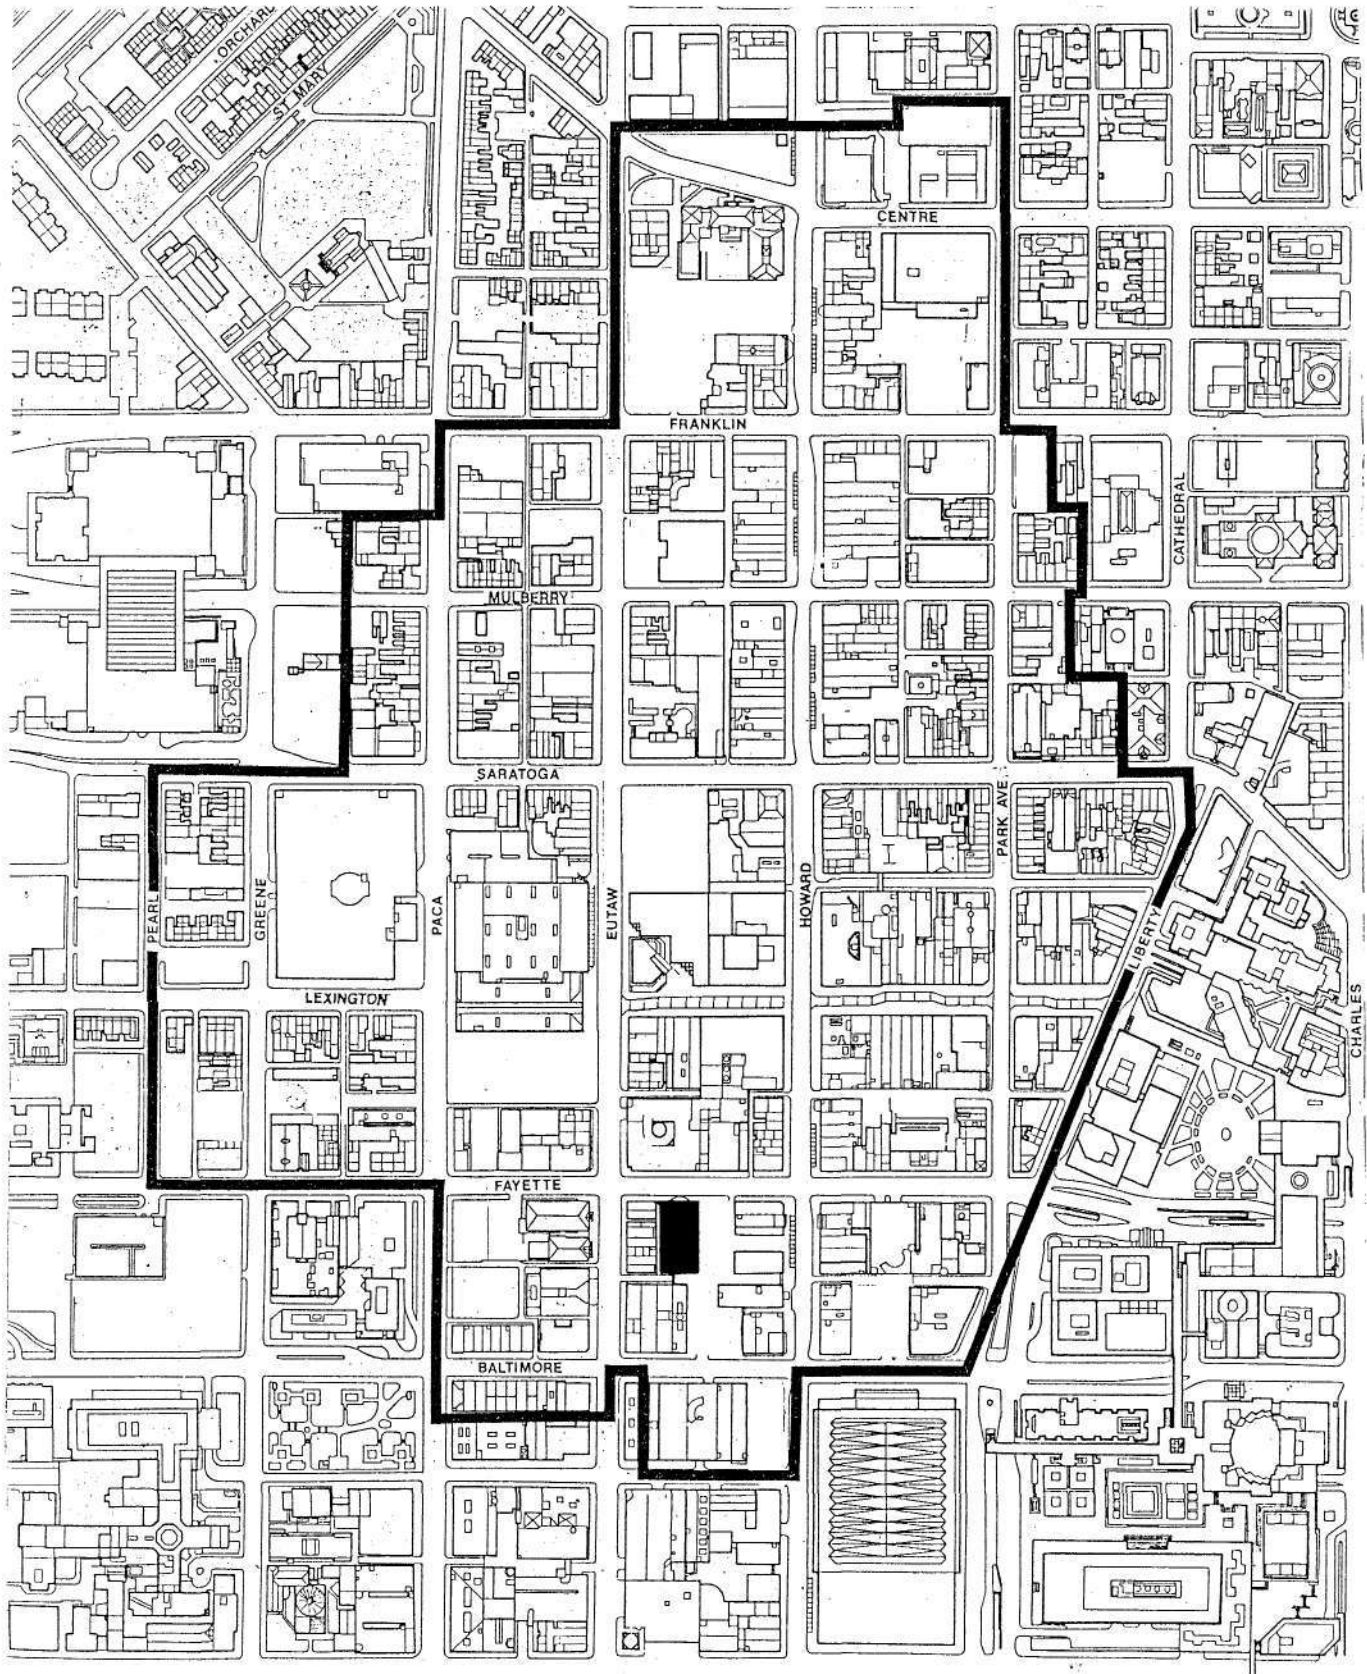 ORCHARD
ST MARY
CENTRE
FRANKLIN
CATHEDRAL
MULBERRY
SARATOGA
PARK AVE
PEARL
GREENE
PACA
EUTAW
HOWARD
LIBERTY
LEXINGTON
CHARLES
FAYETTE
BALTIMORE